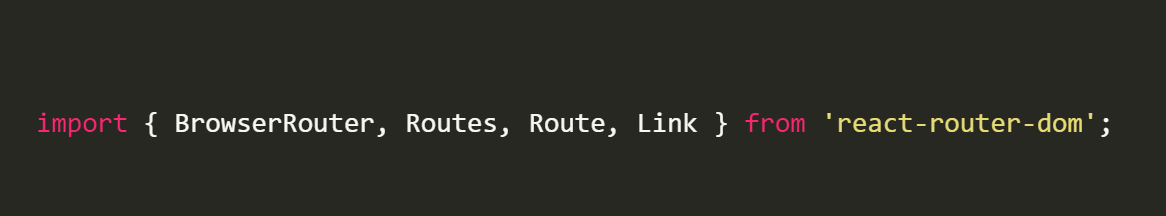 import { BrowserRouter, Routes, Route, Link } from 'react-router-dom';